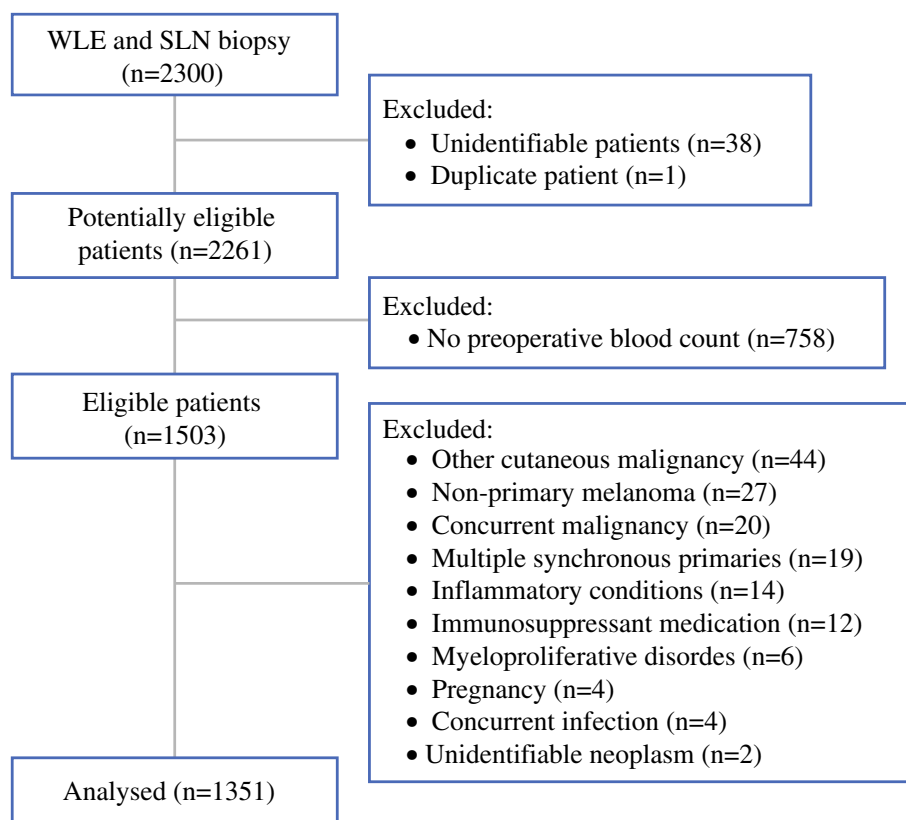 WLE and SLN biopsy
(n=2300)
Excluded:
• Unidentifiable patients (n=38)
• Duplicate patient (n=1)
Potentially eligible
patients (n=2261)
Excluded:
• No preoperative blood count (n=758)
Eligible patients
(n=1503)
Excluded:
• Other cutaneous malignancy (n=44)
• Non-primary melanoma (n=27)
• Concurrent malignancy (n=20)
• Multiple synchronous primaries (n=19)
• Inflammatory conditions (n=14)
• Immunosuppressant medication (n=12)
• Myeloproliferative disordes (n=6)
• Pregnancy (n=4)
• Concurrent infection (n=4)
• Unidentifiable neoplasm (n=2)
Analysed (n=1351)